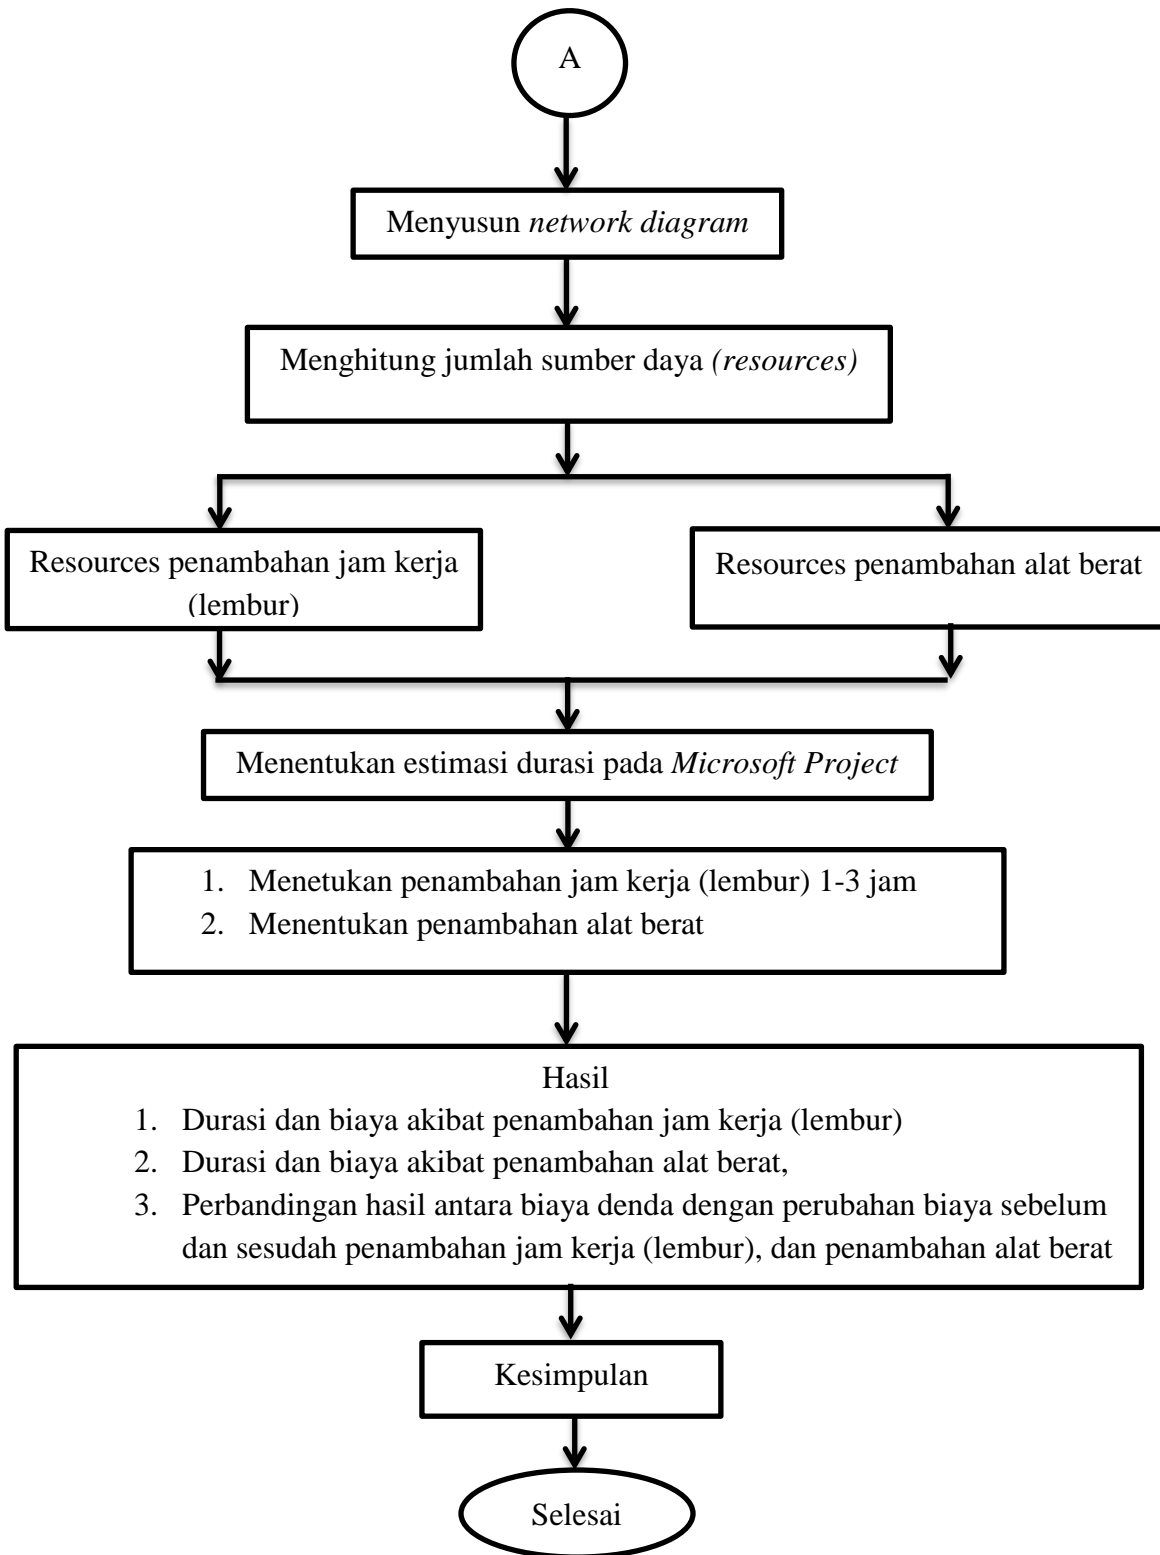 A
Menyusun network diagram
Menghitung jumlah sumber daya (resources)
Resources penambahan jam kerja
(lembur)
Resources penambahan alat berat
Menentukan estimasi durasi pada Microsoft Project
1. Menetukan penambahan jam kerja (lembur) 1-3 jam
2. Menentukan penambahan alat berat
Hasil
1. Durasi dan biaya akibat penambahan jam kerja (lembur)
2. Durasi dan biaya akibat penambahan alat berat,
3. Perbandingan hasil antara biaya denda dengan perubahan biaya sebelum
dan sesudah penambahan jam kerja (lembur), dan penambahan alat berat
Kesimpulan
Selesai